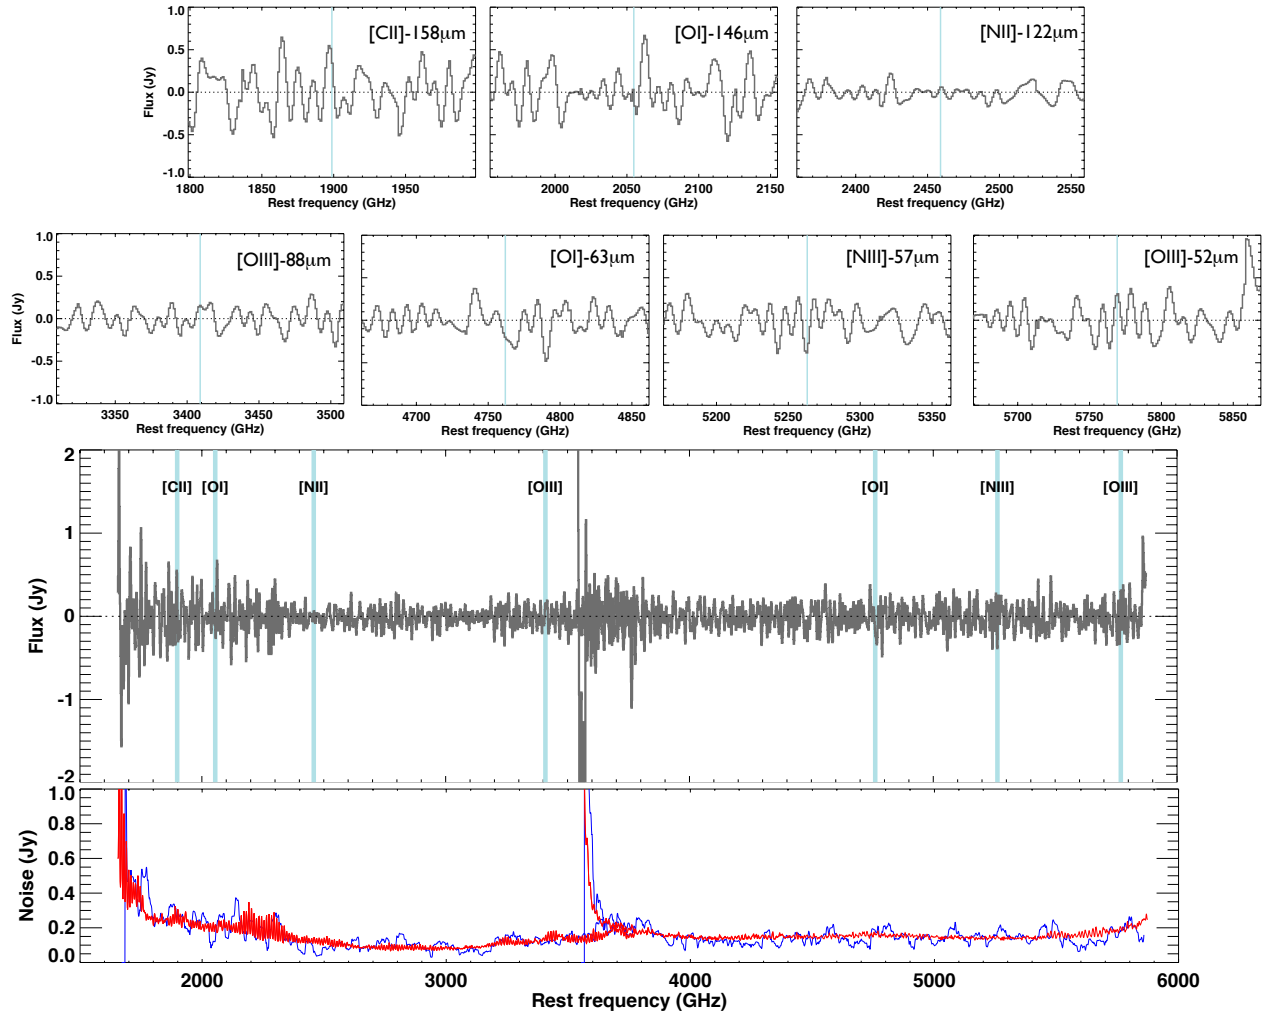 [CII]-158μm
[OI]-146μm
[NII]-122μm
Flux (Jy)
1.0
0.5
0.0
-0.5
-1.0
1800 1850 1900 1950
2000 2050 2100 2150
2400 2450 2500 2550
Rest frequency (GHz)
Rest frequency (GHz)
Rest frequency (GHz)
[OIII]-88μm
[OI]-63μm
[NIII]-57μm
[OIII]-52μm
Flux (Jy)
1.0
0.5
0.0
-0.5
-1.0
3350 3400 3450 3500
4700 4750 4800 4850
5200 5250 5300 5350
5700 5750 5800 5850
Rest frequency (GHz)
Rest frequency (GHz)
Rest frequency (GHz)
Rest frequency (GHz)
[CII] [OI] [NII] [OIII] [OI] [NIII] [OIII]
Flux (Jy)
2
1
0
-1
-2
Noise (Jy)
1.0
0.8
0.6
0.4
0.2
0.0
2000 3000 4000 5000 6000
Rest frequency (GHz)